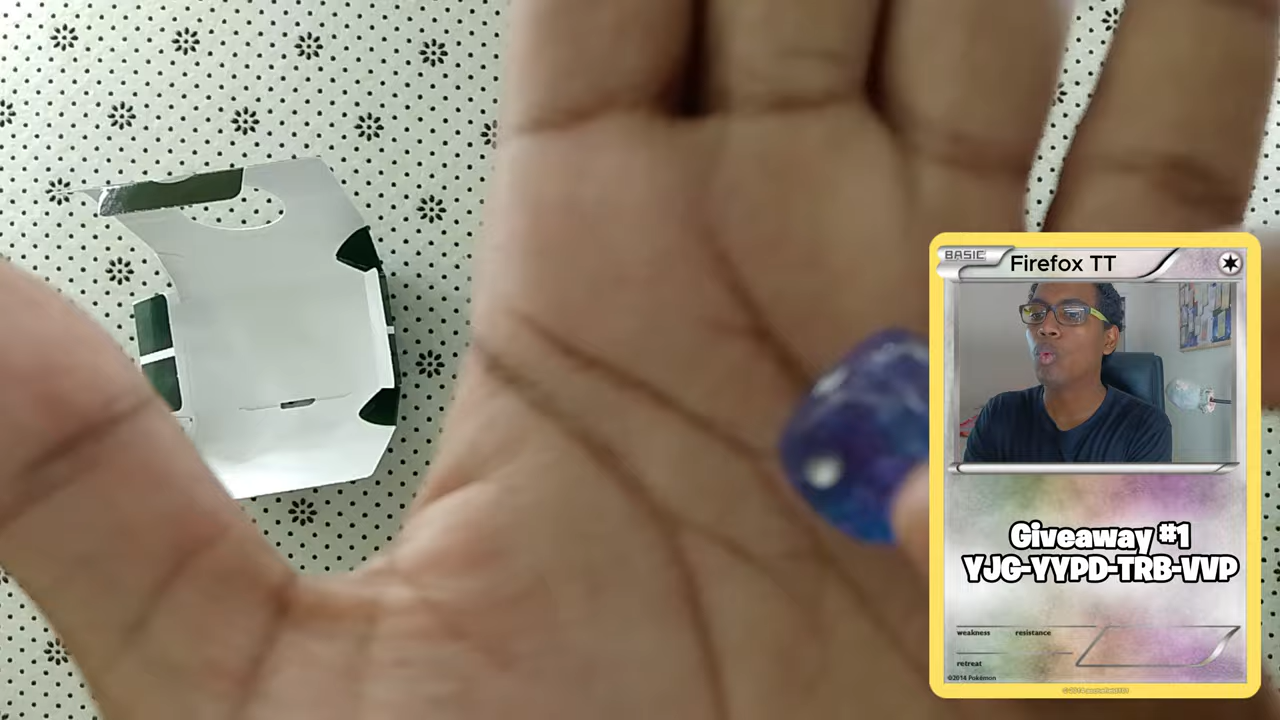 BASIC
Firefox TT
Giveaway #1
YJG-YYPD-TRB-VVP
weakness resistance
retreat
©2014 Pokémon